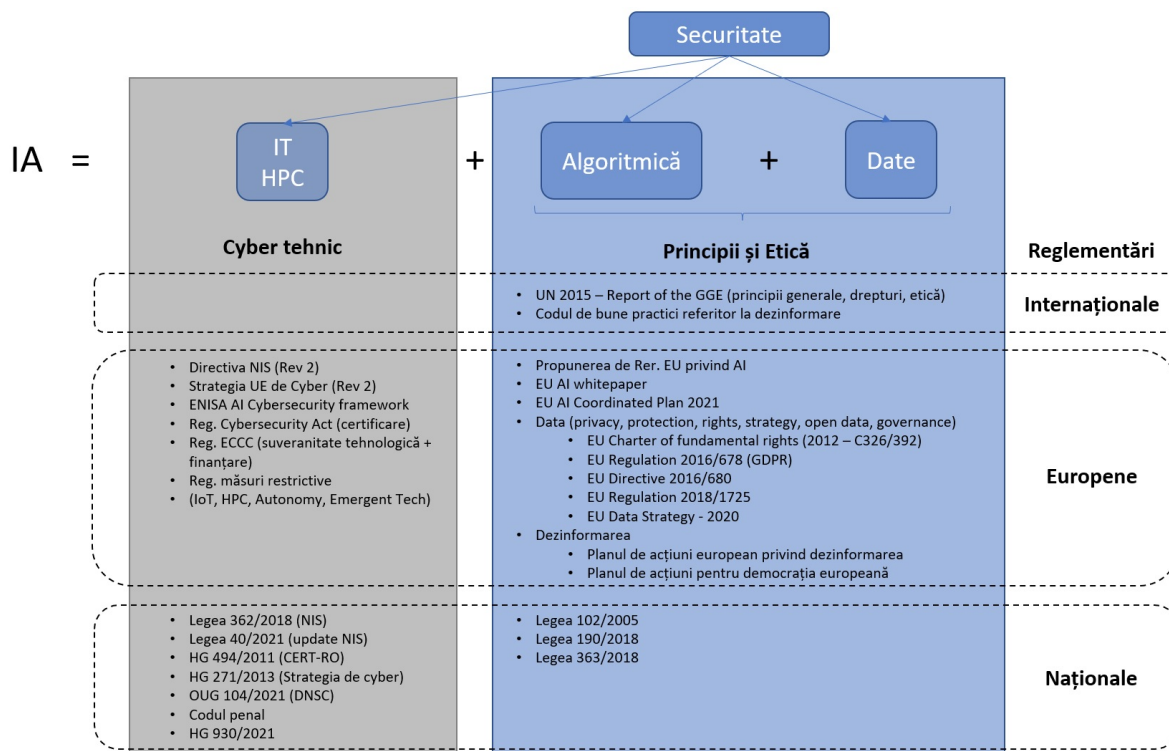 Securitate
IA = IT HPC + Algoritmică + Date
Cyber tehnic
Principii și Etică
Reglementări
• UN 2015 – Report of the GGE (principii generale, drepturi, etică)
• Codul de bune practici referitor la dezinformare
Internaționale
• Directiva NIS (Rev 2)
• Strategia UE de Cyber (Rev 2)
• ENISA AI Cybersecurity framework
• Reg. Cybersecurity Act (certificare)
• Reg. ECCC (suveranitate tehnologică +
finanțare)
• Reg. măsuri restrictive
• (IoT, HPC, Autonomy, Emergent Tech)
• Propunerea de Rer. EU privind AI
• EU AI whitepaper
• EU AI Coordinated Plan 2021
• Data (privacy, protection, rights, strategy, open data, governance)
• EU Charter of fundamental rights (2012 – C326/392)
• EU Regulation 2016/678 (GDPR)
• EU Directive 2016/680
• EU Regulation 2018/1725
• EU Data Strategy - 2020
• Dezinformarea
• Planul de acțiuni european privind dezinformarea
• Planul de acțiuni pentru democrația europeană
Europene
• Legea 362/2018 (NIS)
• Legea 40/2021 (update NIS)
• HG 494/2011 (CERT-RO)
• HG 271/2013 (Strategia de cyber)
• OUG 104/2021 (DNSC)
• Codul penal
• HG 930/2021
• Legea 102/2005
• Legea 190/2018
• Legea 363/2018
Naționale